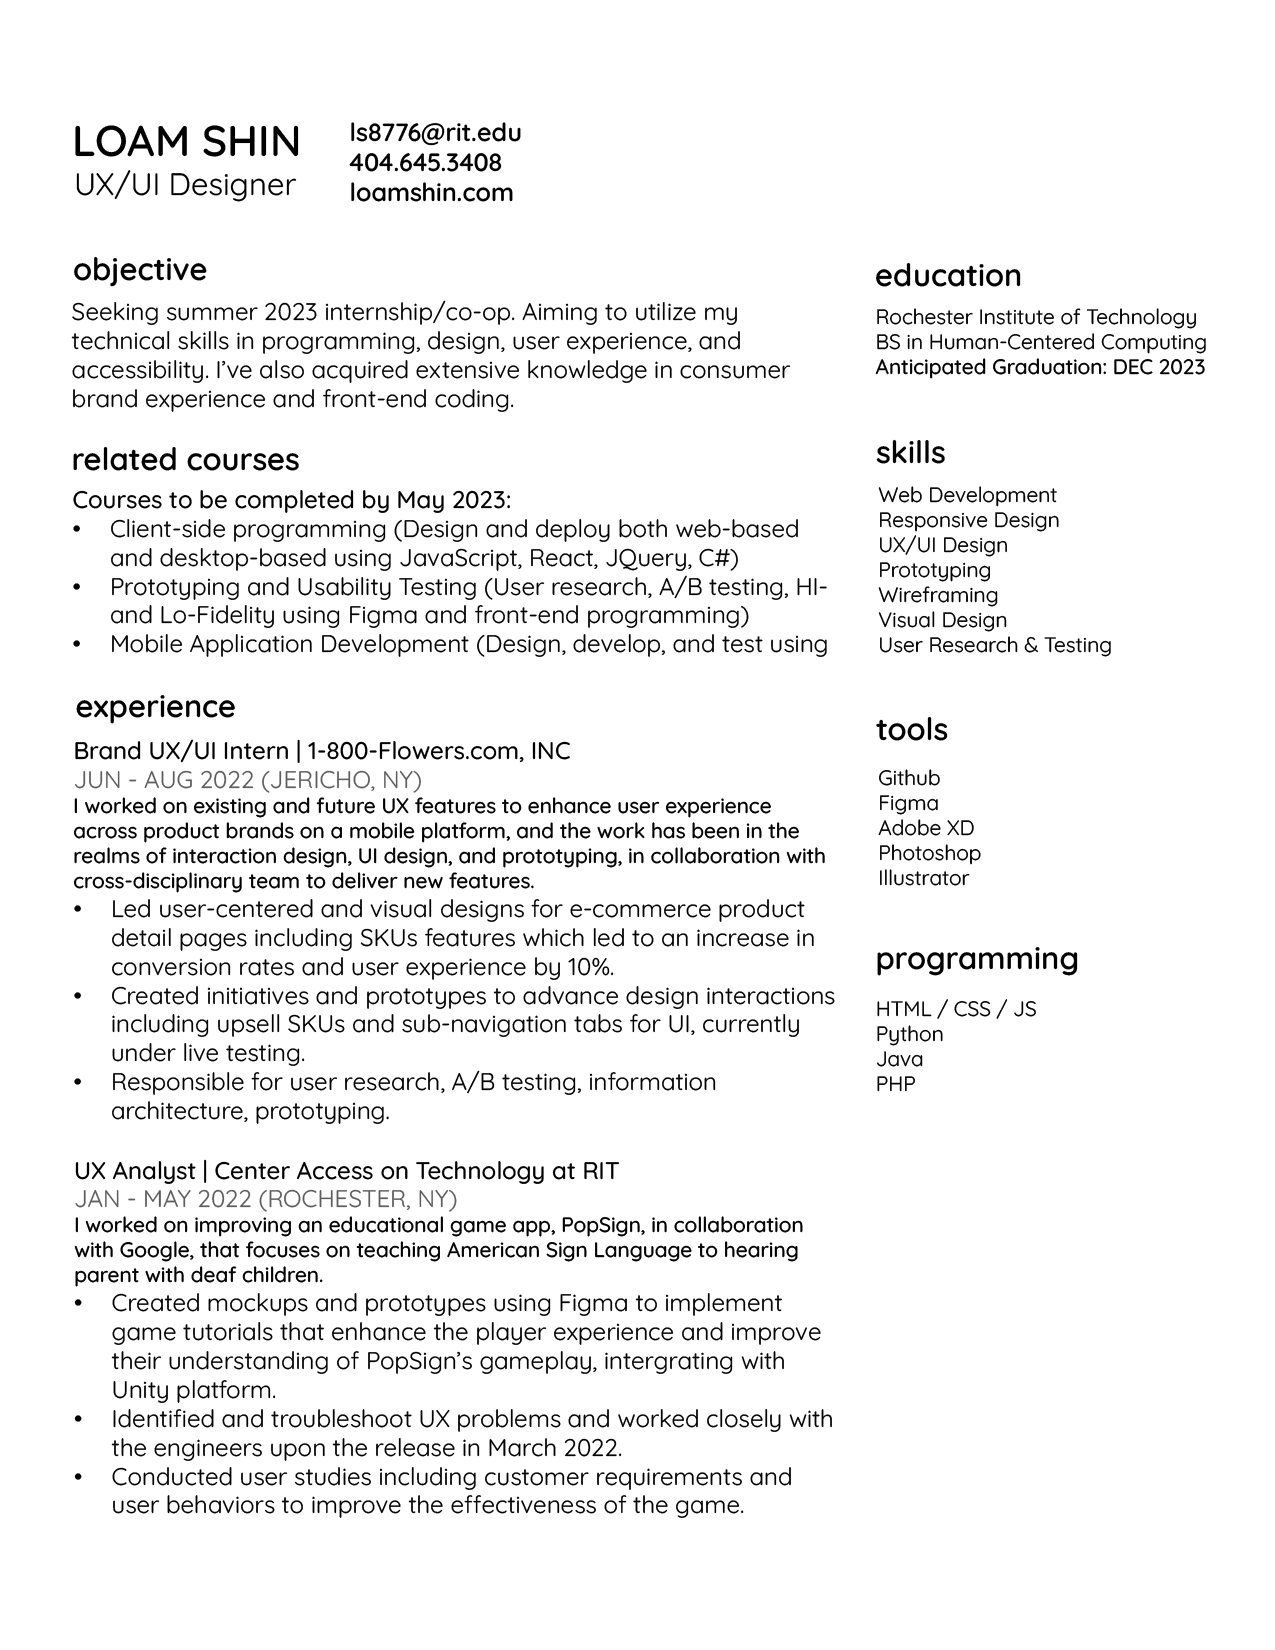 LOAM SHIN
UX/UI Designer
ls8776@rit.edu
404.645.3408
loamshin.com
objective
Seeking summer 2023 internship/co-op. Aiming to utilize my
technical skills in programming, design, user experience, and
accessibility. I’ve also acquired extensive knowledge in consumer
brand experience and front-end coding.
related courses
Courses to be completed by May 2023:
• Client-side programming (Design and deploy both web-based
and desktop-based using JavaScript, React, JQuery, C#)
• Prototyping and Usability Testing (User research, A/B testing, HI-
and Lo-Fidelity using Figma and front-end programming)
• Mobile Application Development (Design, develop, and test using
experience
Brand UX/UI Intern | 1-800-Flowers.com, INC
JUN - AUG 2022 (JERICHO, NY)
I worked on existing and future UX features to enhance user experience
across product brands on a mobile platform, and the work has been in the
realms of interaction design, UI design, and prototyping, in collaboration with
cross-disciplinary team to deliver new features.
• Led user-centered and visual designs for e-commerce product
detail pages including SKUs features which led to an increase in
conversion rates and user experience by 10%.
• Created initiatives and prototypes to advance design interactions
including upsell SKUs and sub-navigation tabs for UI, currently
under live testing.
• Responsible for user research, A/B testing, information
architecture, prototyping.
UX Analyst | Center Access on Technology at RIT
JAN - MAY 2022 (ROCHESTER, NY)
I worked on improving an educational game app, PopSign, in collaboration
with Google, that focuses on teaching American Sign Language to hearing
parent with deaf children.
• Created mockups and prototypes using Figma to implement
game tutorials that enhance the player experience and improve
their understanding of PopSign’s gameplay, intergrating with
Unity platform.
• Identified and troubleshoot UX problems and worked closely with
the engineers upon the release in March 2022.
• Conducted user studies including customer requirements and
user behaviors to improve the effectiveness of the game.
education
Rochester Institute of Technology
BS in Human-Centered Computing
Anticipated Graduation: DEC 2023
skills
Web Development
Responsive Design
UX/UI Design
Prototyping
Wireframing
Visual Design
User Research & Testing
tools
Github
Figma
Adobe XD
Photoshop
Illustrator
programming
HTML / CSS / JS
Python
Java
PHP